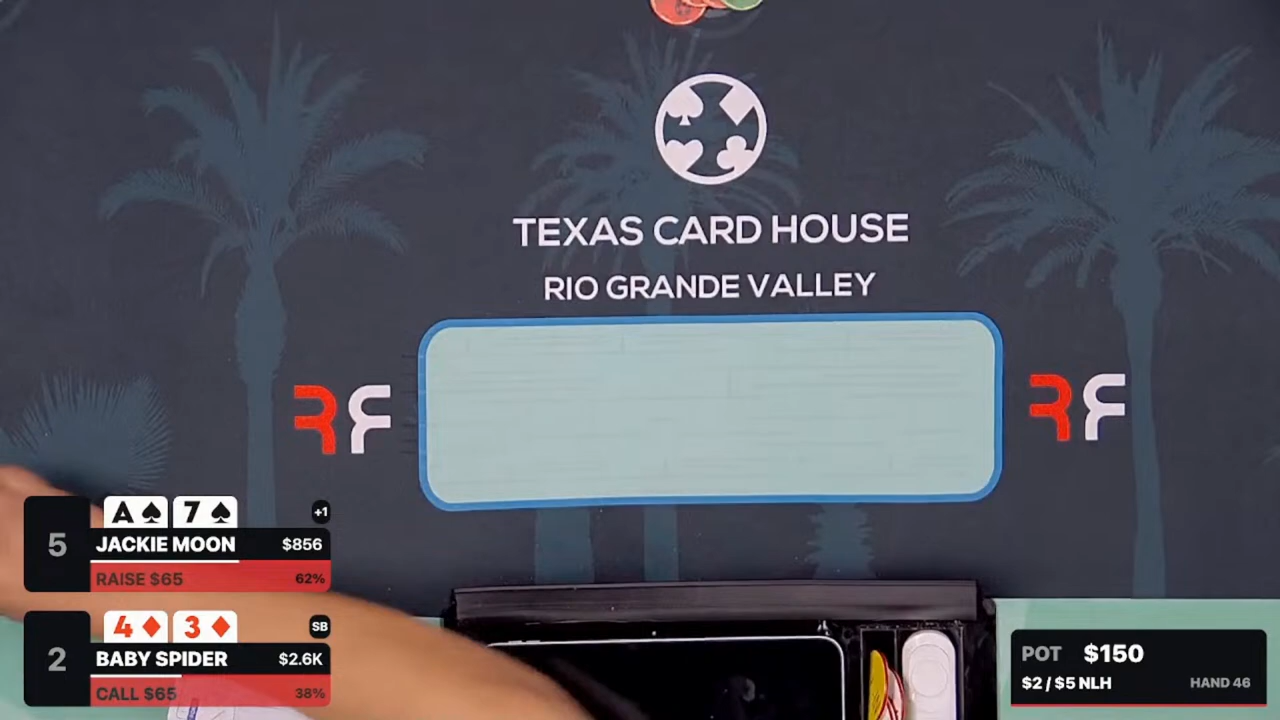 TEXAS CARD HOUSE
RIO GRANDE VALLEY
RF
RF
A♠ 7♠ +1
5 JACKIE MOON $856
RAISE $65 62%
4♦ 3♦ SB
2 BABY SPIDER $2.6K
CALL $65 38%
POT $150
$2 / $5 NLH HAND 46